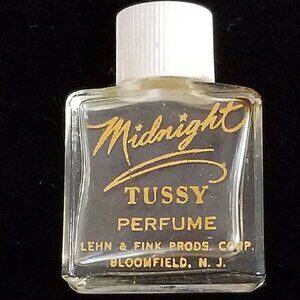 Midnight
TUSSY
PERFUME
LEHN & FINK PRODS. CORP.
BLOOMFIELD, N. J.